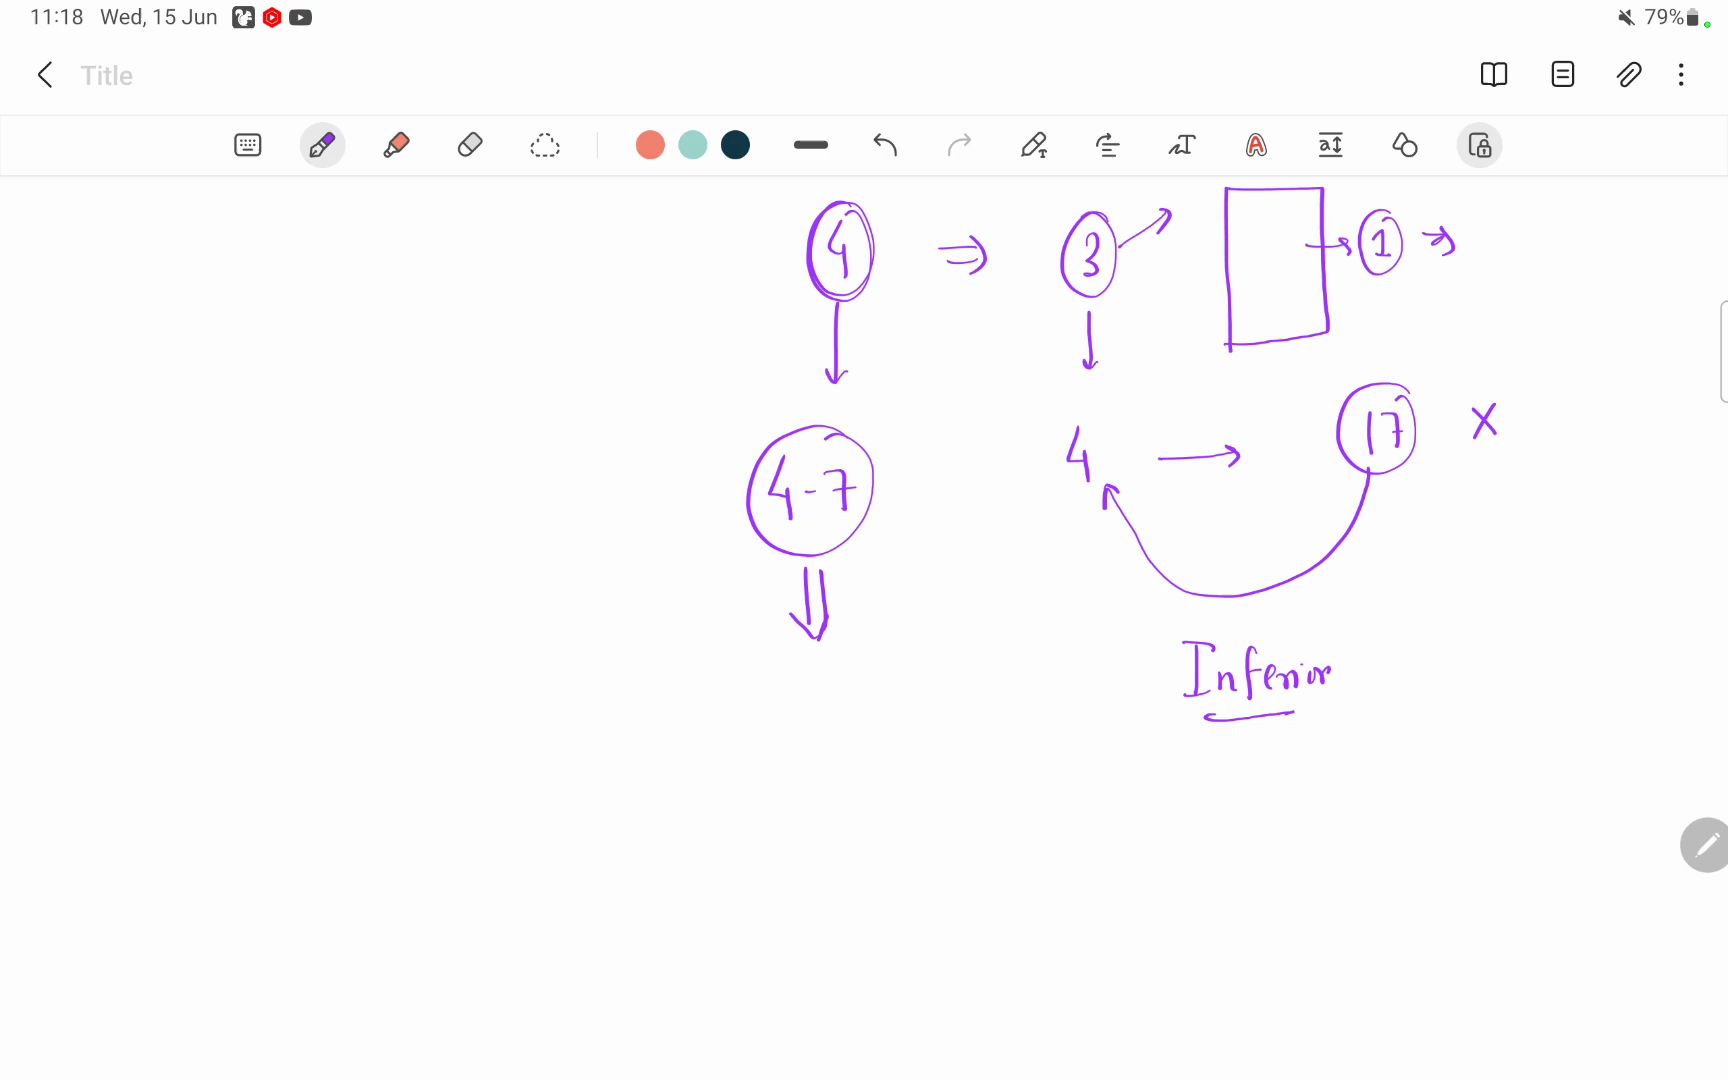 11:18 Wed, 15 Jun 79%
Title
4 ⇒ 3 → 1 →
4-7 4 → 17 X
Inferior